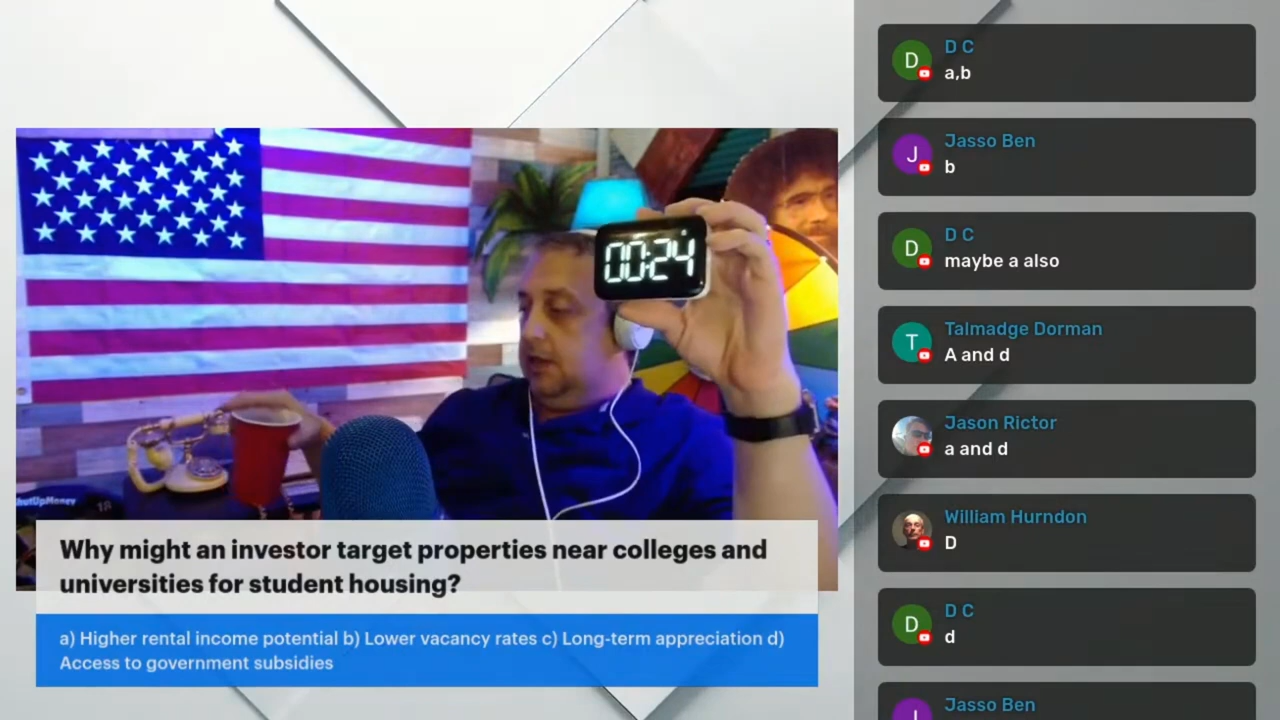 00:24
ShutUpMoney
18
Why might an investor target properties near colleges and
universities for student housing?
a) Higher rental income potential b) Lower vacancy rates c) Long-term appreciation d)
Access to government subsidies
D
D C
a,b
J
Jasso Ben
b
D
D C
maybe a also
T
Talmadge Dorman
A and d
Jason Rictor
a and d
William Hurndon
D
D
D C
d
Jasso Ben